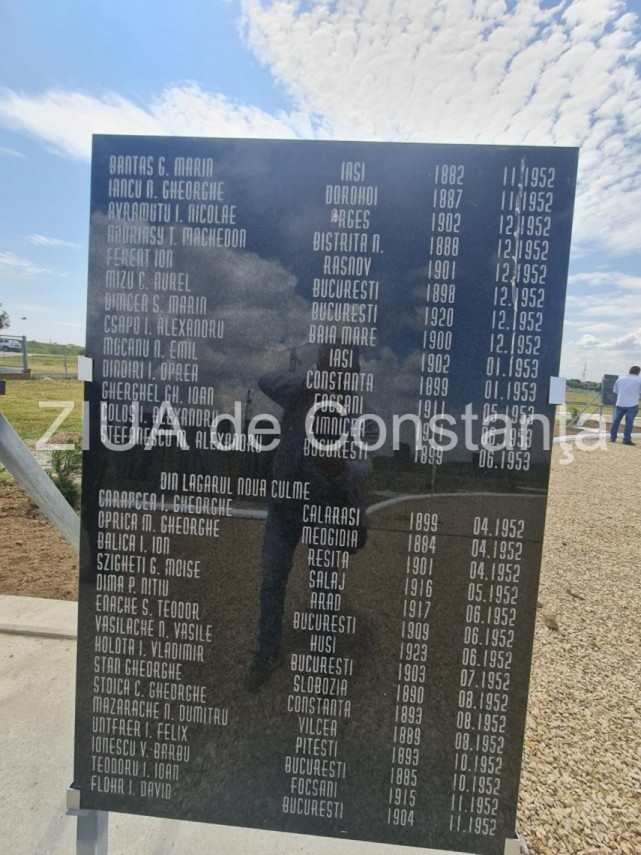 BANTAS G. MARIN IASI 1882 11.1952
IANCU N. GHEORGHE DOROHOI 1887 11.1952
AVRAMUTU I. NICOLAE ARGES 1902 12.1952
T. MACHEDON BISTRITA N. 1888 12.1952
FERENT ION RASNOV 1901 12.1952
MIZU C. AUREL BUCURESTI 1898 12.1952
DIMCEA S. MARIN BUCURESTI 1920 12.1952
CSAPO I. ALEXANDRU BAIA MARE 1900 12.1952
MOCANU N. EMIL IASI 1902 01.1953
DINDIRI I. OPREA CONSTANTA 1899 01.1953
GHERGHEL GH. IOAN FOCSANI 05.1953
ZIMNICEA
STEFANESCU N. ALEXANDRU BUCURESTI 1899 06.1953
ZIUA de Constanţa
DIN LAGARUL NOUA CULME
CARAPCEA I. GHEORGHE CALARASI 1899 04.1952
OPRICA M. GHEORGHE MEDGIDIA 1884 04.1952
BALICA I. ION RESITA 1901 04.1952
SZIGHETI G. MOISE SALAJ 1916 05.1952
DIMA P. NITIU ARAD 1917 06.1952
ENACHE S. TEODOR BUCURESTI 1909 06.1952
VASILACHE N. VASILE HUSI 1923 06.1952
HOLOTA I. VLADIMIR BUCURESTI 1903 07.1952
STAN GHEORGHE SLOBOZIA 1890 08.1952
STOICA C. GHEORGHE CONSTANTA 1893 08.1952
MAZARACHE N. DUMITRU VILCEA 1889 08.1952
UNTFRER I. FELIX PITESTI 1893 10.1952
IONESCU V. BARBU BUCURESTI 1885 10.1952
TEODORU I. IOAN FOCSANI 1915 11.1952
FLOHR I. DAVID BUCURESTI 1904 11.1952